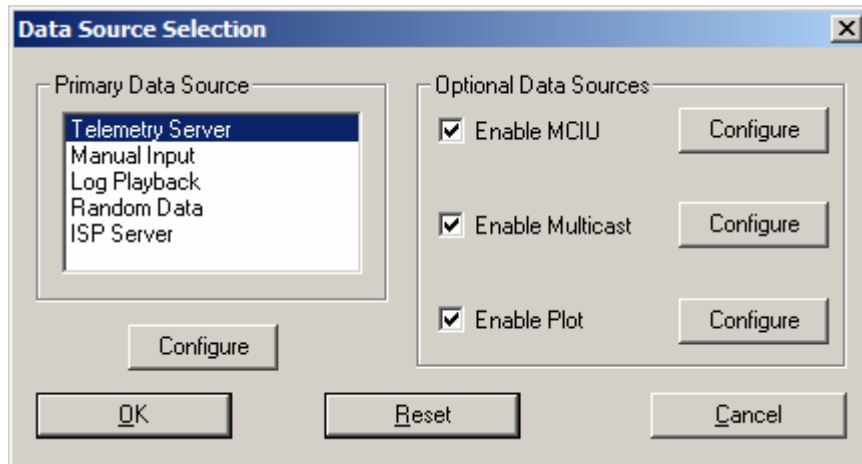 Data Source Selection
Primary Data Source
Telemetry Server
Manual Input
Log Playback
Random Data
ISP Server
Configure
Optional Data Sources
Enable MCIU
Configure
Enable Multicast
Configure
Enable Plot
Configure
OK
Reset
Cancel